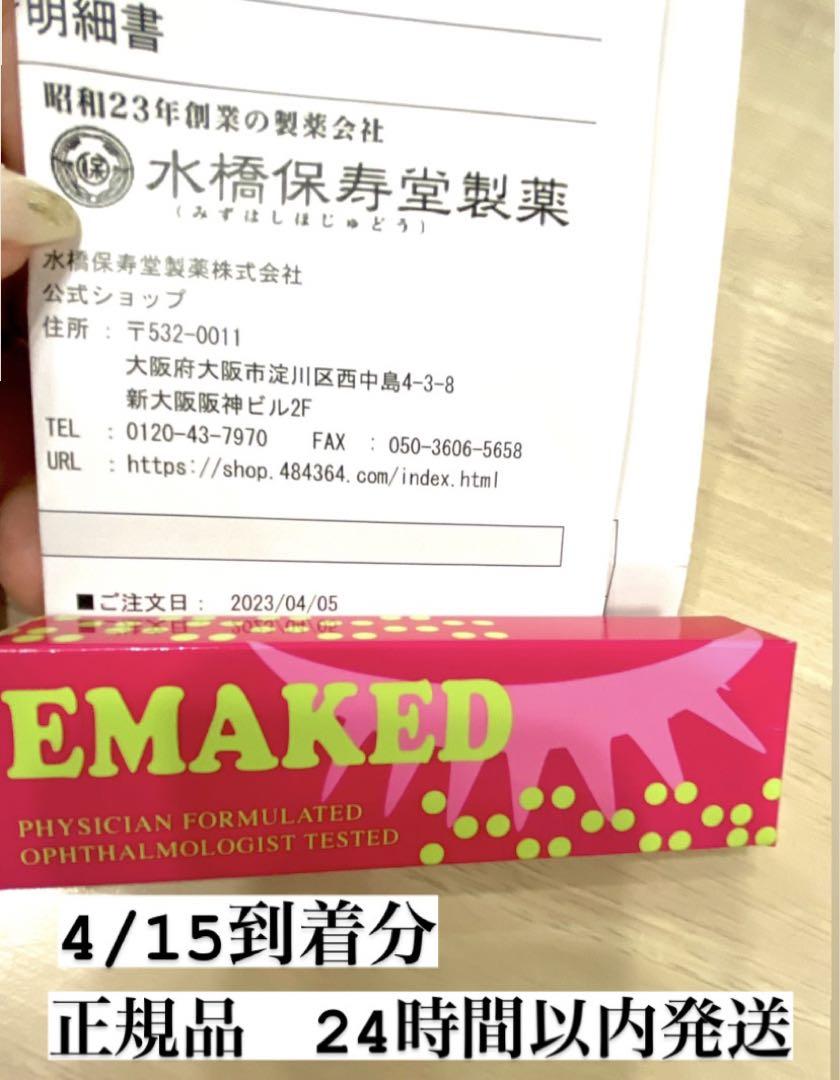 明細書
昭和23年創業の製薬会社
保
水橋保寿堂製薬
(みずはしほじゅどう)
水橋保寿堂製薬株式会社
公式ショップ
住所 : 〒532-0011
大阪府大阪市淀川区西中島4-3-8
新大阪阪神ビル2F
TEL : 0120-43-7970 FAX : 050-3606-5658
URL : https://shop.484364.com/index.html
■ご注文日: 2023/04/05
EMAKED
PHYSICIAN FORMULATED
OPHTHALMOLOGIST TESTED
4/15到着分
正規品 24時間以内発送